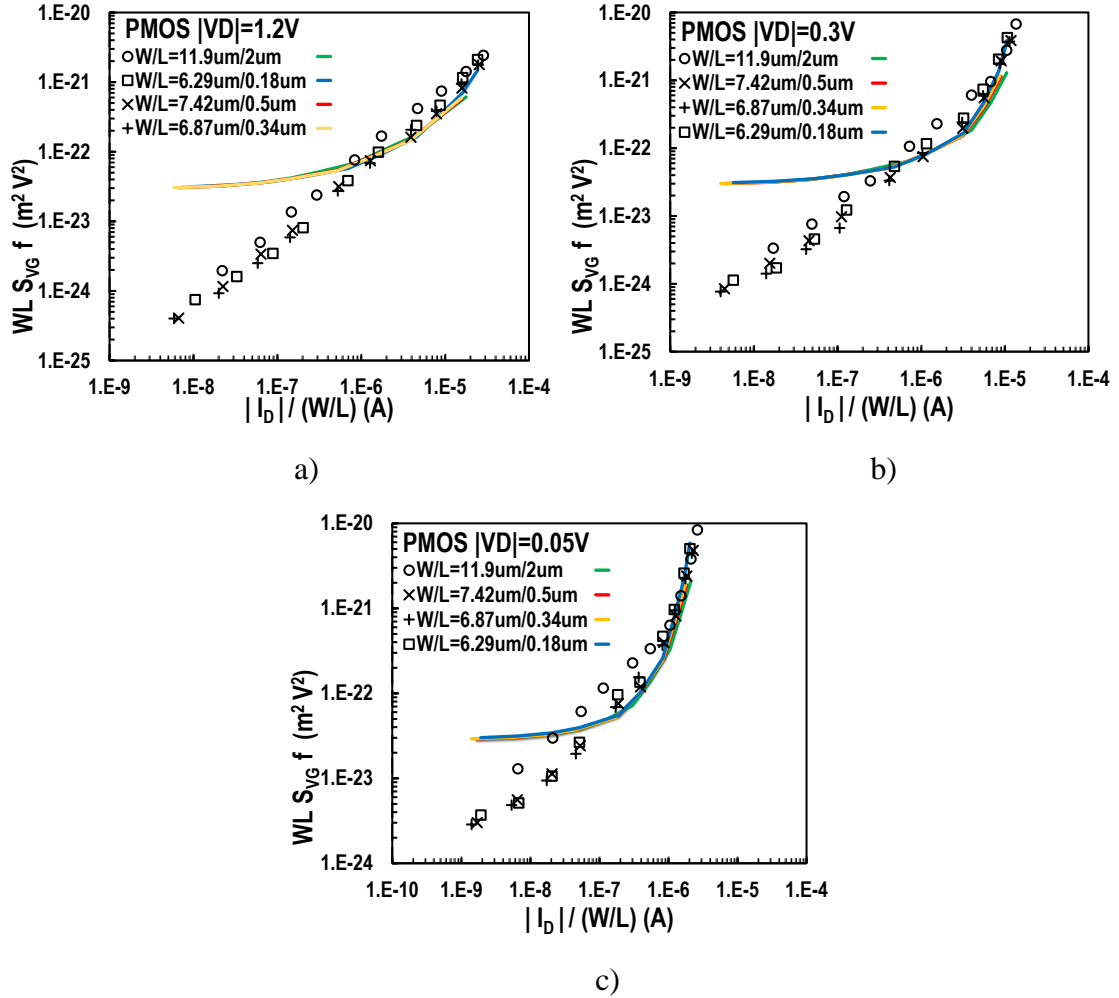 PMOS |VD|=1.2V
W/L=11.9um/2um
W/L=6.29um/0.18um
W/L=7.42um/0.5um
W/L=6.87um/0.34um
1.E-20
1.E-21
1.E-22
1.E-23
1.E-24
1.E-25
WL S_VG f (m² V²)
1.E-9 1.E-8 1.E-7 1.E-6 1.E-5 1.E-4
| I_D | / (W/L) (A)
a)
PMOS |VD|=0.3V
W/L=11.9um/2um
W/L=7.42um/0.5um
W/L=6.87um/0.34um
W/L=6.29um/0.18um
1.E-20
1.E-21
1.E-22
1.E-23
1.E-24
1.E-25
WL S_VG f (m² V²)
1.E-9 1.E-8 1.E-7 1.E-6 1.E-5 1.E-4
| I_D | / (W/L) (A)
b)
PMOS |VD|=0.05V
W/L=11.9um/2um
W/L=7.42um/0.5um
W/L=6.87um/0.34um
W/L=6.29um/0.18um
1.E-20
1.E-21
1.E-22
1.E-23
1.E-24
WL S_VG f (m² V²)
1.E-10 1.E-9 1.E-8 1.E-7 1.E-6 1.E-5 1.E-4
| I_D | / (W/L) (A)
c)